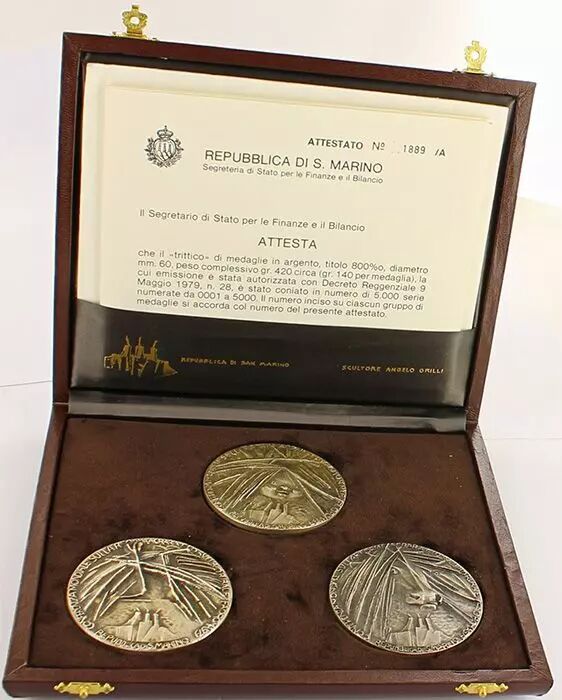 ATTESTATO Nº 1889 /A
REPUBBLICA DI S. MARINO
Segreteria di Stato per le Finanze e il Bilancio
Il Segretario di Stato per le Finanze e il Bilancio
ATTESTA
che il «trittico» di medaglie in argento, titolo 800‰, diametro
mm. 60, peso complessivo gr. 420 circa (gr. 140 per medaglia), la
cui emissione è stata autorizzata con Decreto Reggenziale 9
Maggio 1979, n. 28, è stato coniato in numero di 5.000 serie
numerate da 0001 a 5000. Il numero inciso su ciascun gruppo di
medaglie si accorda col numero del presente attestato.
REPUBBLICA DI SAN MARINO
SCULTORE ANGELO GRILLI